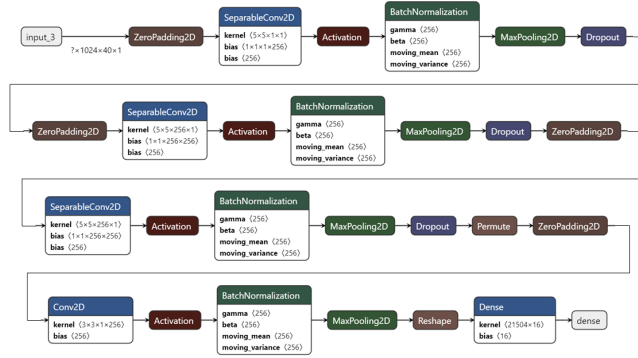 input_3
?×1024×40×1
ZeroPadding2D
SeparableConv2D
kernel ⟨5×5×1×1⟩
bias ⟨1×1×1×256⟩
bias ⟨256⟩
Activation
BatchNormalization
gamma ⟨256⟩
beta ⟨256⟩
moving_mean ⟨256⟩
moving_variance ⟨256⟩
MaxPooling2D
Dropout
ZeroPadding2D
SeparableConv2D
kernel ⟨5×5×256×1⟩
bias ⟨1×1×256×256⟩
bias ⟨256⟩
Activation
BatchNormalization
gamma ⟨256⟩
beta ⟨256⟩
moving_mean ⟨256⟩
moving_variance ⟨256⟩
MaxPooling2D
Dropout
ZeroPadding2D
SeparableConv2D
kernel ⟨5×5×256×1⟩
bias ⟨1×1×256×256⟩
bias ⟨256⟩
Activation
BatchNormalization
gamma ⟨256⟩
beta ⟨256⟩
moving_mean ⟨256⟩
moving_variance ⟨256⟩
MaxPooling2D
Dropout
Permute
ZeroPadding2D
Conv2D
kernel ⟨3×3×1×256⟩
bias ⟨256⟩
Activation
BatchNormalization
gamma ⟨256⟩
beta ⟨256⟩
moving_mean ⟨256⟩
moving_variance ⟨256⟩
MaxPooling2D
Reshape
Dense
kernel ⟨21504×16⟩
bias ⟨16⟩
dense